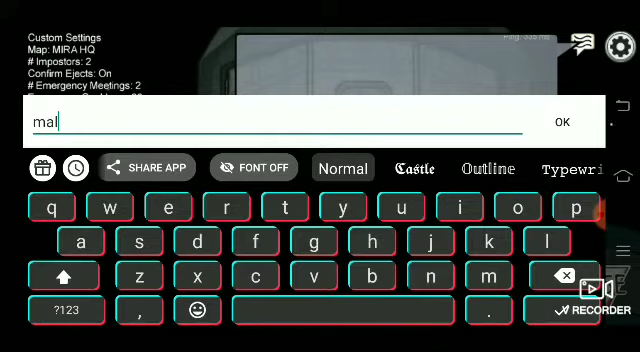 Custom Settings
Map: MIRA HQ
# Impostors: 2
Confirm Ejects: On
# Emergency Meetings: 2
mal
OK
SHARE APP
FONT OFF
Normal
Castle
Outline
Typewri
q w e r t y u i o p
a s d f g h j k l
z x c v b n m
?123 , .
RECORDER